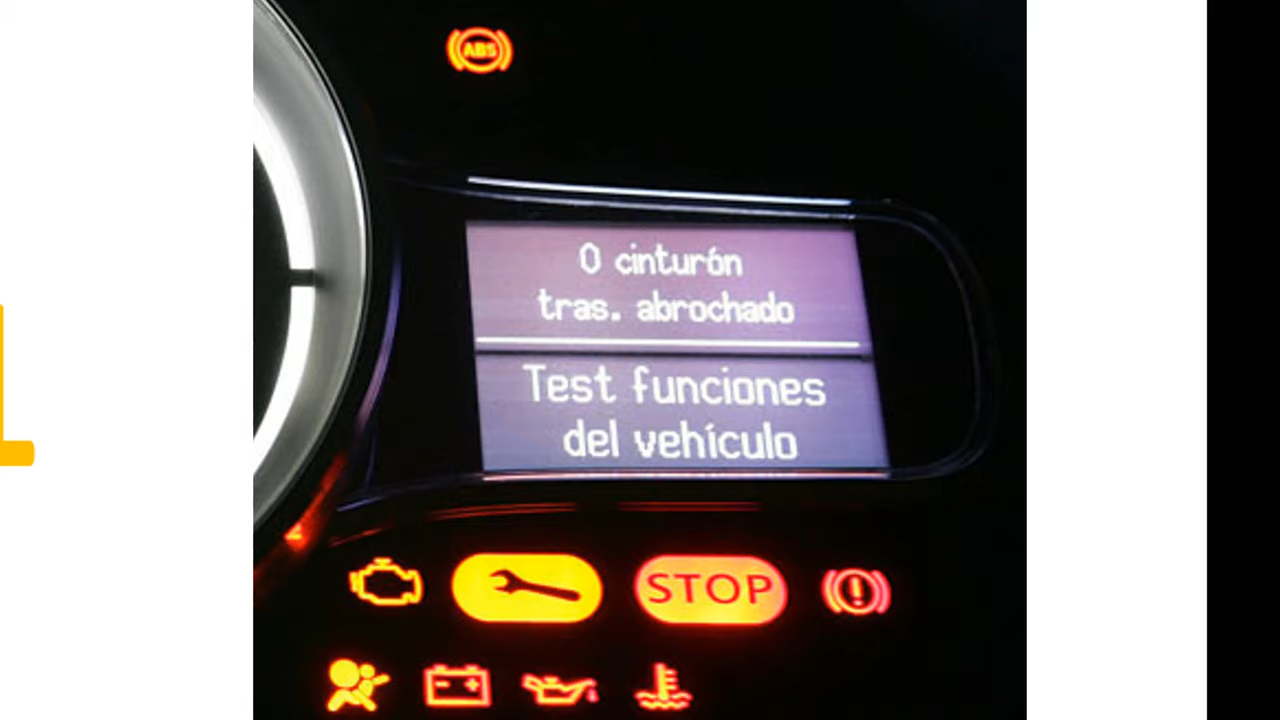 ABS
0 cinturón
tras. abrochado
Test funciones
del vehículo
STOP